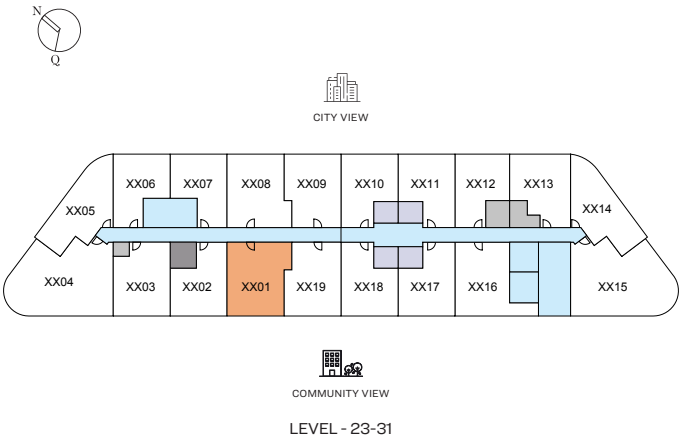 N
Q
CITY VIEW
XX06 XX07 XX08 XX09 XX10 XX11 XX12 XX13
XX05 XX14
XX04 XX03 XX02 XX01 XX19 XX18 XX17 XX16 XX15
COMMUNITY VIEW
LEVEL - 23-31